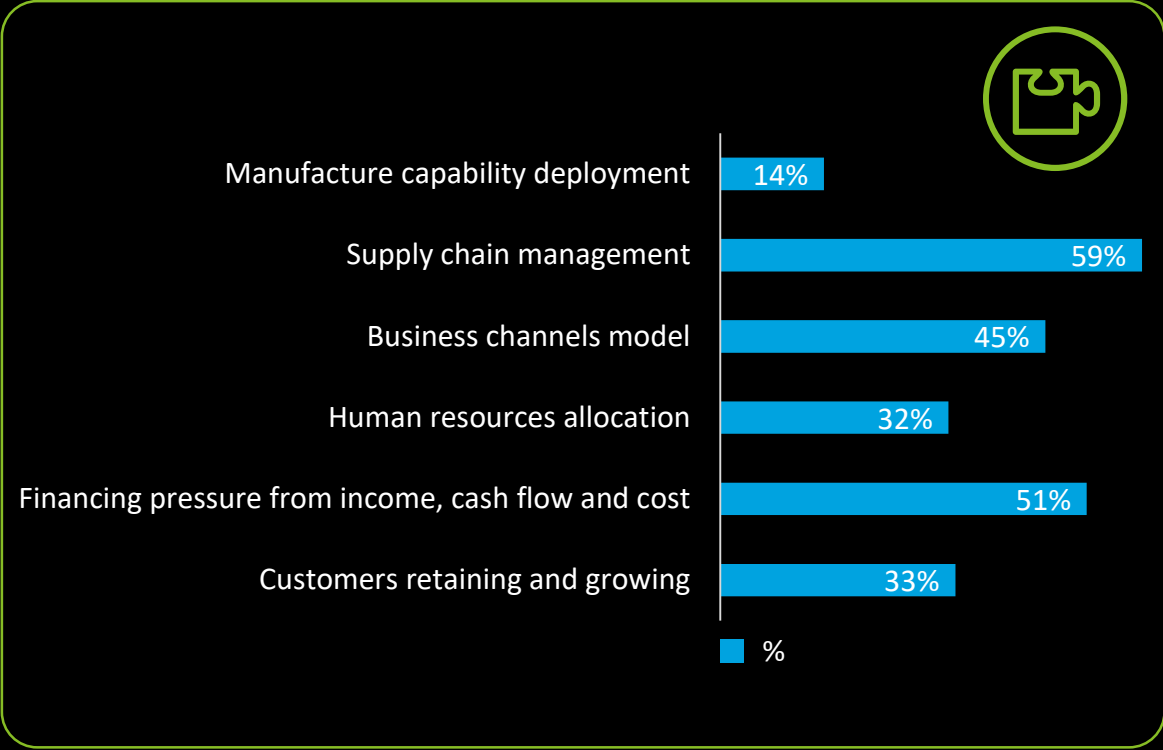 Manufacture capability deployment 14%
Supply chain management 59%
Business channels model 45%
Human resources allocation 32%
Financing pressure from income, cash flow and cost 51%
Customers retaining and growing 33%
%